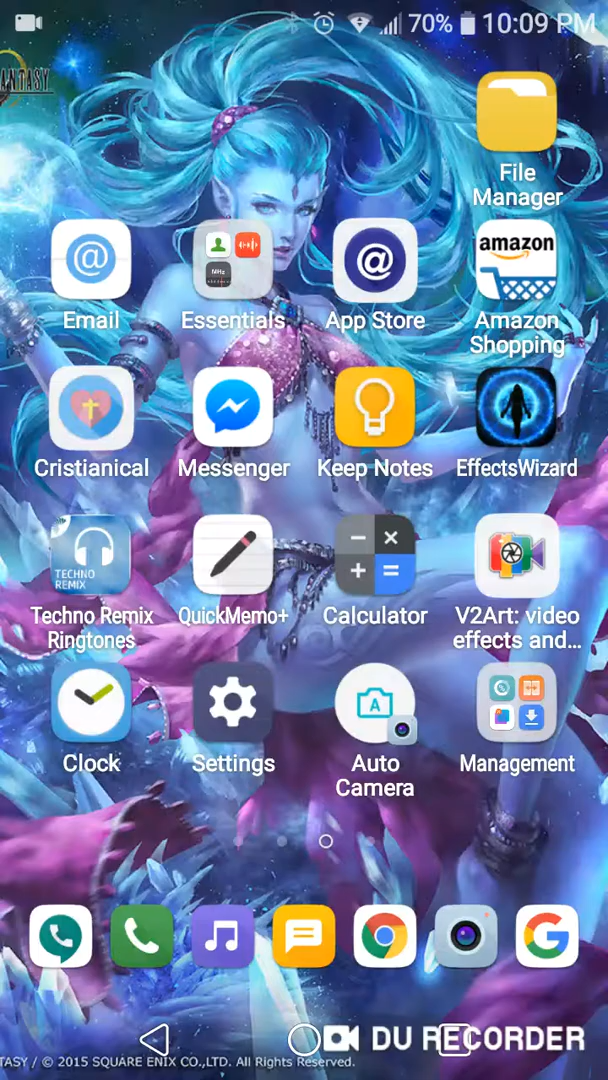 70% 10:09 PM
ANTASY
File
Manager
amazon
MHz
Email
Essentials
App Store
Amazon
Shopping
Cristianical
Messenger
Keep Notes
EffectsWizard
TECHNO
REMIX
Techno Remix
Ringtones
QuickMemo+
Calculator
V2Art: video
effects and...
A
Clock
Settings
Auto
Camera
Management
DU RECORDER
TASY / © 2015 SQUARE ENIX CO.,LTD. All Rights Reserved.